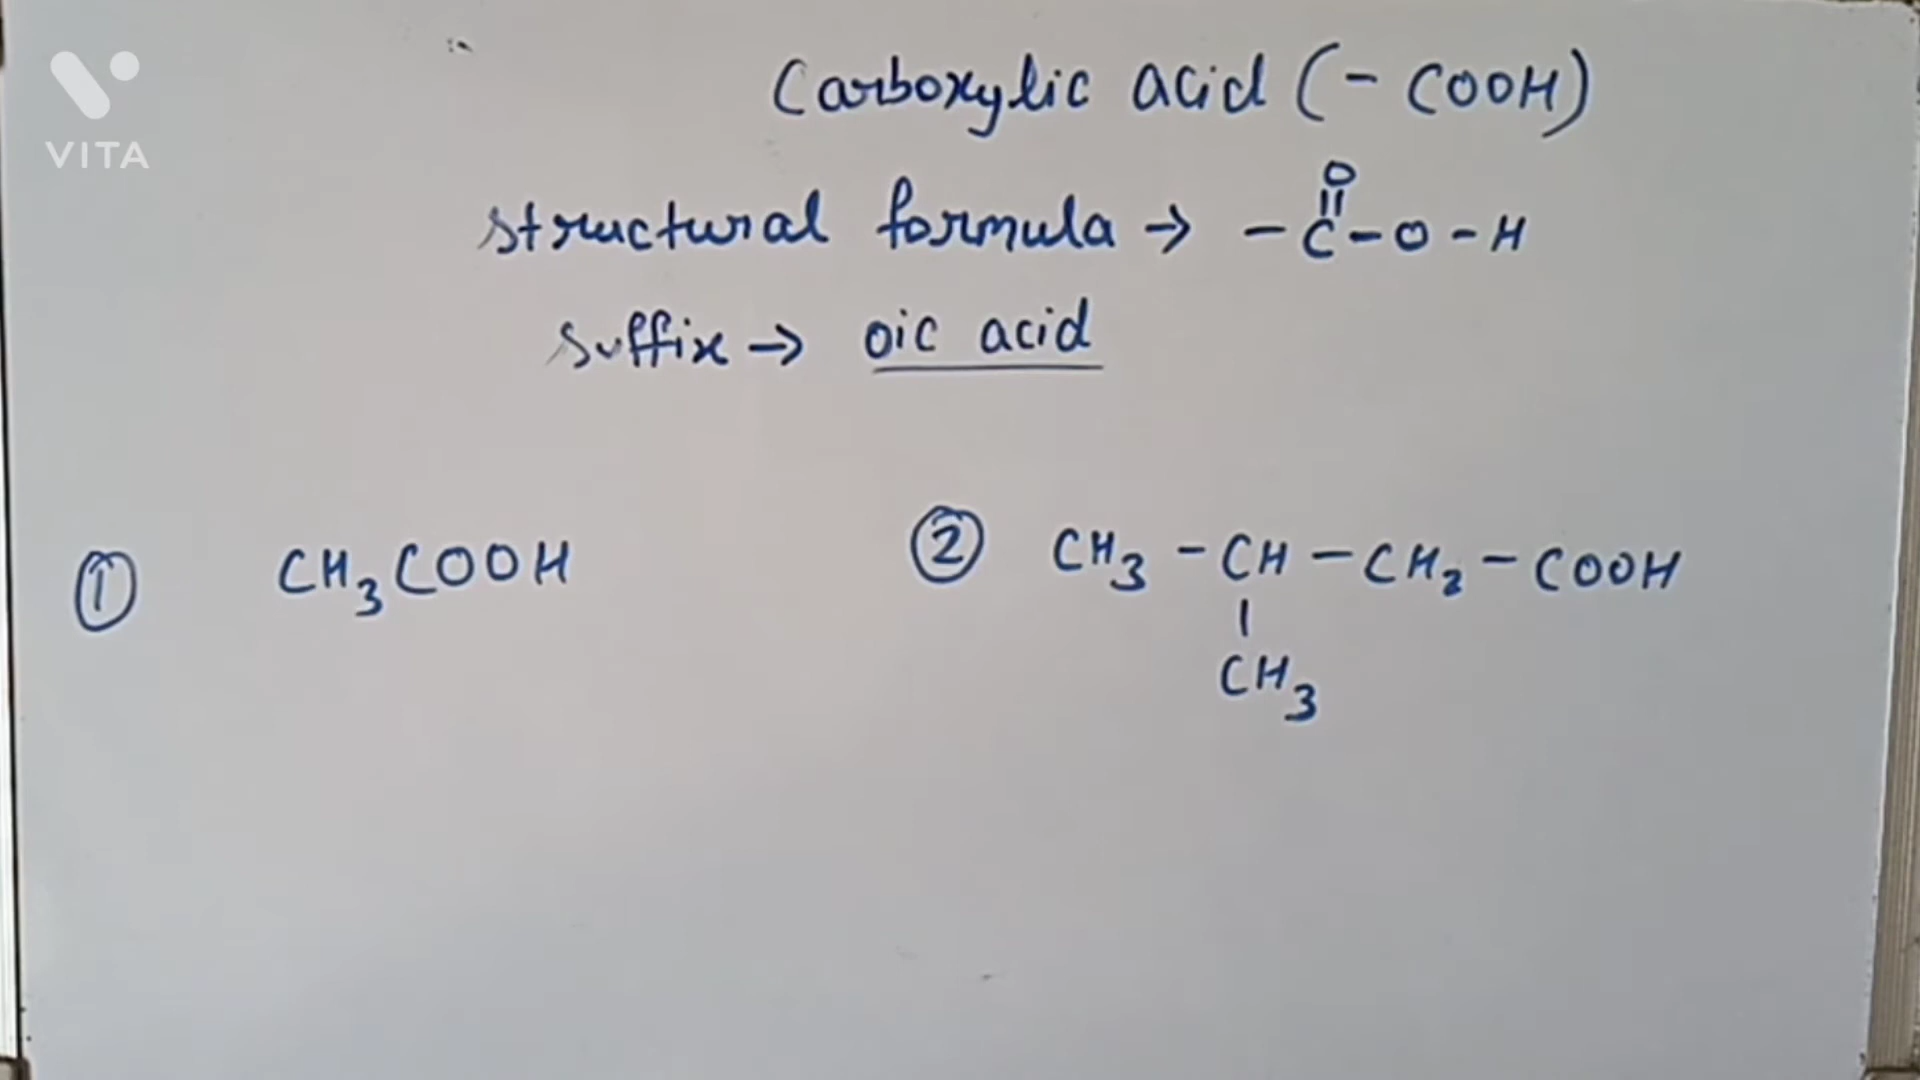 VITA
Carboxylic acid (- COOH)
O
||
structural formula → - C - O - H
suffix → oic acid
① CH₃COOH
② CH₃ - CH - CH₂ - COOH
|
CH₃